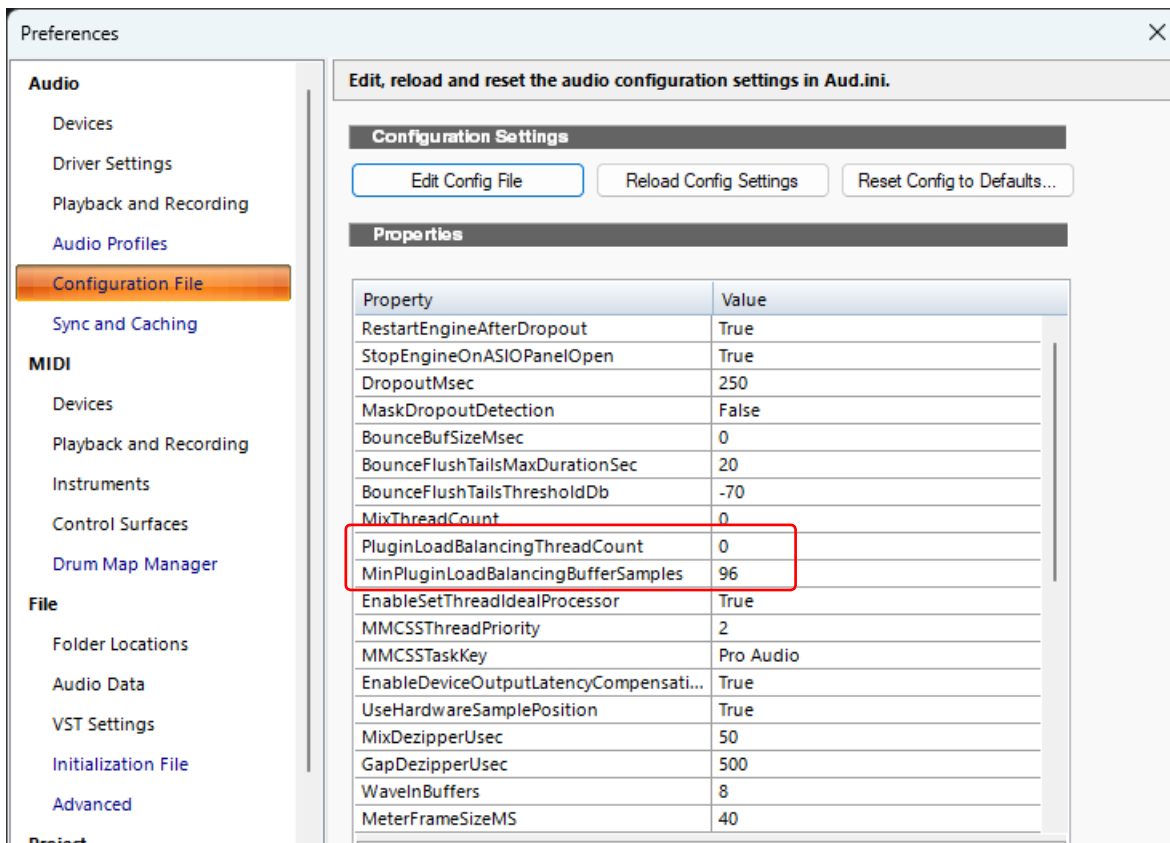 Preferences
Audio
Devices
Driver Settings
Playback and Recording
Audio Profiles
Configuration File
Sync and Caching
MIDI
Devices
Playback and Recording
Instruments
Control Surfaces
Drum Map Manager
File
Folder Locations
Audio Data
VST Settings
Initialization File
Advanced
Project
Edit, reload and reset the audio configuration settings in Aud.ini.
Configuration Settings
Edit Config File Reload Config Settings Reset Config to Defaults...
Properties
Property Value
RestartEngineAfterDropout True
StopEngineOnASIOPanelOpen True
DropoutMsec 250
MaskDropoutDetection False
BounceBufSizeMsec 0
BounceFlushTailsMaxDurationSec 20
BounceFlushTailsThresholdDb -70
MixThreadCount 0
PluginLoadBalancingThreadCount 0
MinPluginLoadBalancingBufferSamples 96
EnableSetThreadIdealProcessor True
MMCSSThreadPriority 2
MMCSSTaskKey Pro Audio
EnableDeviceOutputLatencyCompensati... True
UseHardwareSamplePosition True
MixDezipperUsec 50
GapDezipperUsec 500
WaveInBuffers 8
MeterFrameSizeMS 40